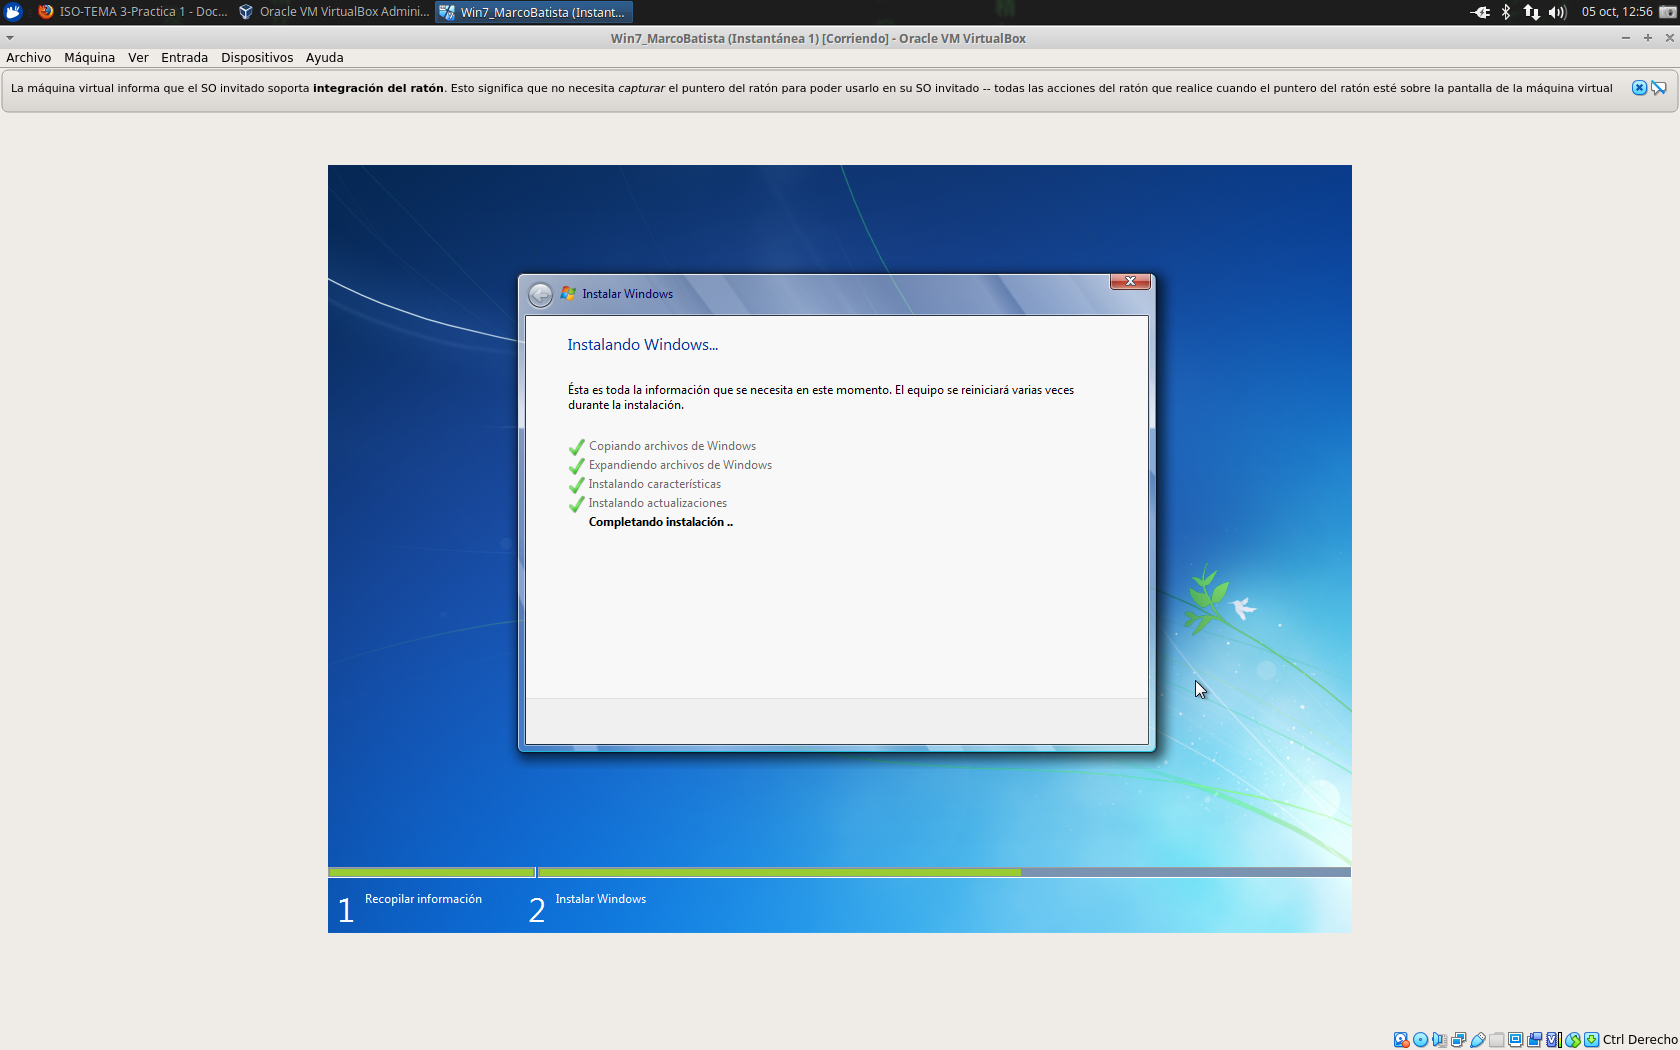 ISO-TEMA 3-Practica 1 - Doc...
Oracle VM VirtualBox Admini...
Win7_MarcoBatista (Instant...
05 oct, 12:56
Win7_MarcoBatista (Instantánea 1) [Corriendo] - Oracle VM VirtualBox
Archivo Máquina Ver Entrada Dispositivos Ayuda
La máquina virtual informa que el SO invitado soporta integración del ratón. Esto significa que no necesita capturar el puntero del ratón para poder usarlo en su SO invitado -- todas las acciones del ratón que realice cuando el puntero del ratón esté sobre la pantalla de la máquina virtual
Instalar Windows
Instalando Windows...
Ésta es toda la información que se necesita en este momento. El equipo se reiniciará varias veces
durante la instalación.
Copiando archivos de Windows
Expandiendo archivos de Windows
Instalando características
Instalando actualizaciones
Completando instalación ..
1 Recopilar información
2 Instalar Windows
Ctrl Derecho